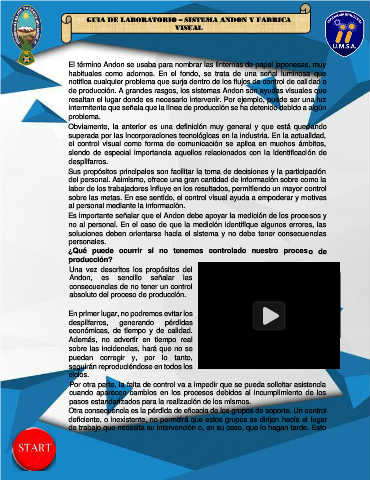 GUIA DE LABORATORIO – SISTEMA ANDON Y FABRICA
VISUAL
U.M.S.A.
El término Andon se usaba para nombrar las linternas de papel japonesas, muy
habituales como adornos. En el fondo, se trata de una señal luminosa que
notifica cualquier problema que surja dentro de los flujos de control de calidad o
de producción. A grandes rasgos, los sistemas Andon son ayudas visuales que
resaltan el lugar donde es necesario intervenir. Por ejemplo, puede ser una luz
intermitente que señala que la línea de producción se ha detenido debido a algún
problema.
Obviamente, la anterior es una definición muy general y que está quedando
superada por las incorporaciones tecnológicas en la industria. En la actualidad,
el control visual como forma de comunicación se aplica en muchos ámbitos,
siendo de especial importancia aquellos relacionados con la identificación de
despilfarros.
Sus propósitos principales son facilitar la toma de decisiones y la participación
del personal. Asimismo, ofrece una gran cantidad de información sobre como la
labor de los trabajadores influye en los resultados, permitiendo un mayor control
sobre las metas. En ese sentido, el control visual ayuda a empoderar y motivas
al personal mediante la información.
Es importante señalar que el Andon debe apoyar la medición de los procesos y
no al personal. En el caso de que la medición identifique algunos errores, las
soluciones deben orientarse hacia el sistema y no debe tener consecuencias
personales.
¿Qué puede ocurrir si no tenemos controlado nuestro proceso de
producción?
Una vez descritos los propósitos del
Andon, es sencillo señalar las
consecuencias de no tener un control
absoluto del proceso de producción.
En primer lugar, no podremos evitar los
despilfarros, generando pérdidas
económicas, de tiempo y de calidad.
Además, no advertir en tiempo real
sobre las incidencias, hará que no se
puedan corregir y, por lo tanto,
seguirán reproduciéndose en todos los
ciclos.
Por otra parte, la falta de control va a impedir que se pueda solicitar asistencia
cuando aparezcan cambios en los procesos debidos al incumplimiento de los
pasos estandarizados para la realización de los mismos.
Otra consecuencia es la pérdida de eficacia de los grupos de soporte. Un control
deficiente, o inexistente, no permitirá que estos grupos se dirijan hacia el lugar
de trabajo que necesita su intervención o, en su caso, que lo hagan tarde. Esto
START